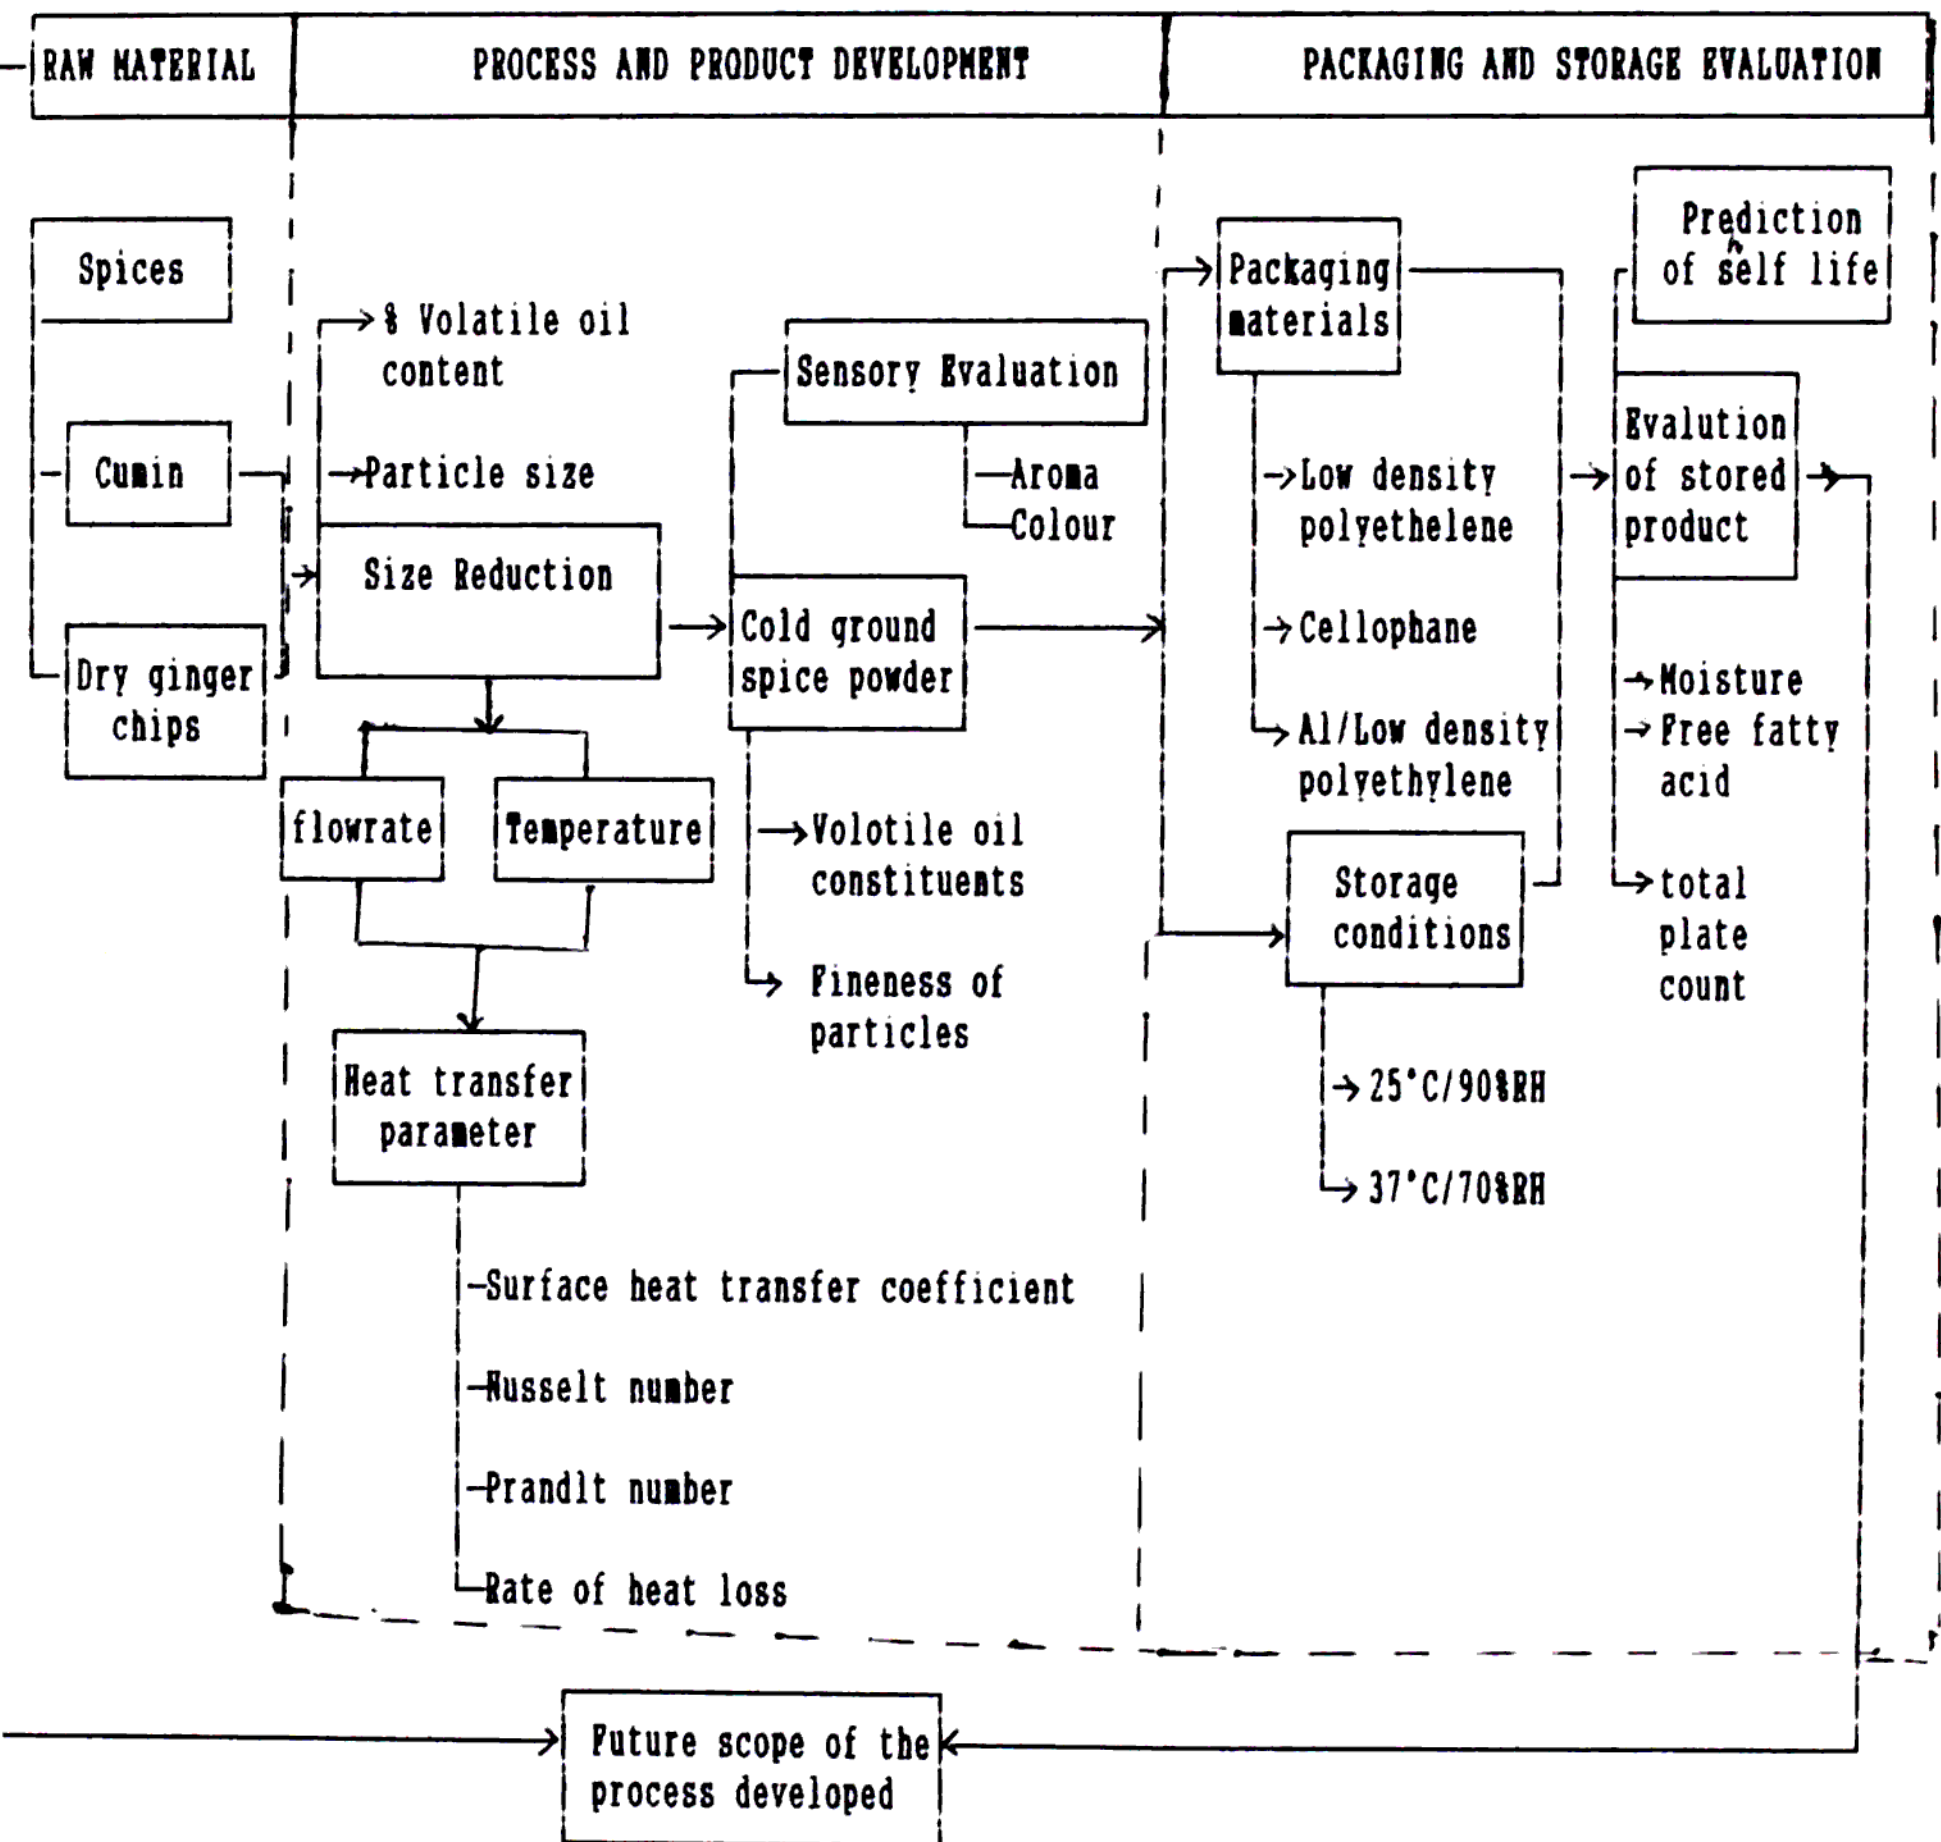 RAW MATERIAL
PROCESS AND PRODUCT DEVELOPMENT
PACKAGING AND STORAGE EVALUATION
Spices
Cumin
Dry ginger
chips
% Volatile oil
content
Particle size
Size Reduction
flowrate
Temperature
Heat transfer
parameter
Surface heat transfer coefficient
Nusselt number
Prandlt number
Rate of heat loss
Sensory Evaluation
Aroma
Colour
Cold ground
spice powder
Volotile oil
constituents
Fineness of
particles
Packaging
materials
Low density
polyethelene
Cellophane
Al/Low density
polyethylene
Storage
conditions
25°C/90%RH
37°C/70%RH
Prediction
h
of self life
Evalution
of stored
product
Moisture
Free fatty
acid
total
plate
count
Future scope of the
process developed